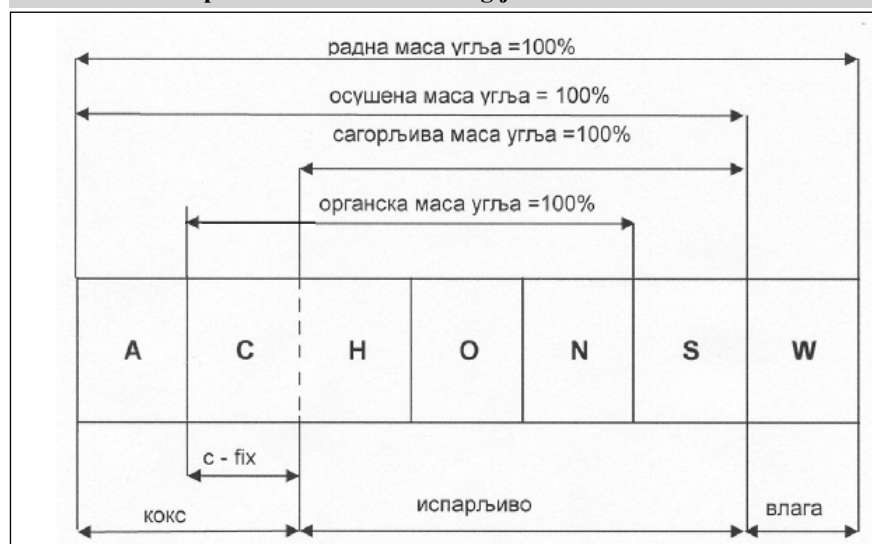 радна маса угља =100%
осушена маса угља = 100%
сагорљива маса угља =100%
органска маса угља =100%
A C H O N S W
c - fix
кокс испарљиво влага